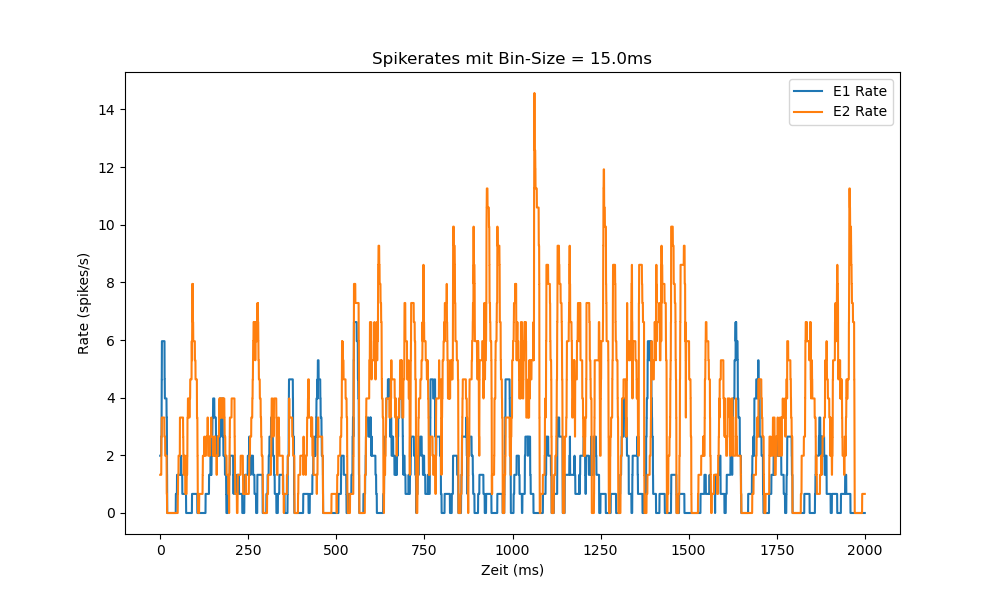 Spikerates mit Bin-Size = 15.0ms
E1 Rate
E2 Rate
Rate (spikes/s)
14
12
10
8
6
4
2
0
0 250 500 750 1000 1250 1500 1750 2000
Zeit (ms)